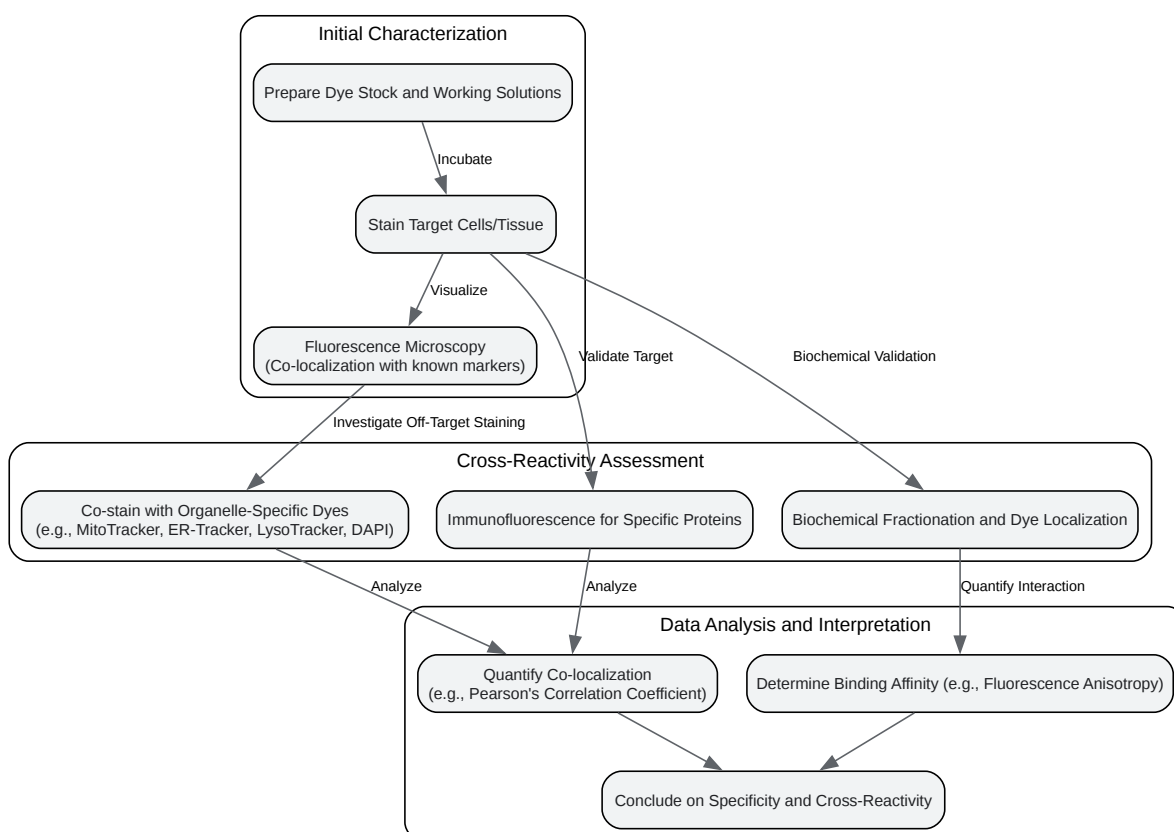 Initial Characterization
Prepare Dye Stock and Working Solutions
Incubate
Stain Target Cells/Tissue
Visualize
Fluorescence Microscopy
(Co-localization with known markers)
Validate Target
Biochemical Validation
Investigate Off-Target Staining
Cross-Reactivity Assessment
Co-stain with Organelle-Specific Dyes
(e.g., MitoTracker, ER-Tracker, LysoTracker, DAPI)
Immunofluorescence for Specific Proteins
Biochemical Fractionation and Dye Localization
Analyze
Analyze
Quantify Interaction
Data Analysis and Interpretation
Quantify Co-localization
(e.g., Pearson's Correlation Coefficient)
Determine Binding Affinity (e.g., Fluorescence Anisotropy)
Conclude on Specificity and Cross-Reactivity